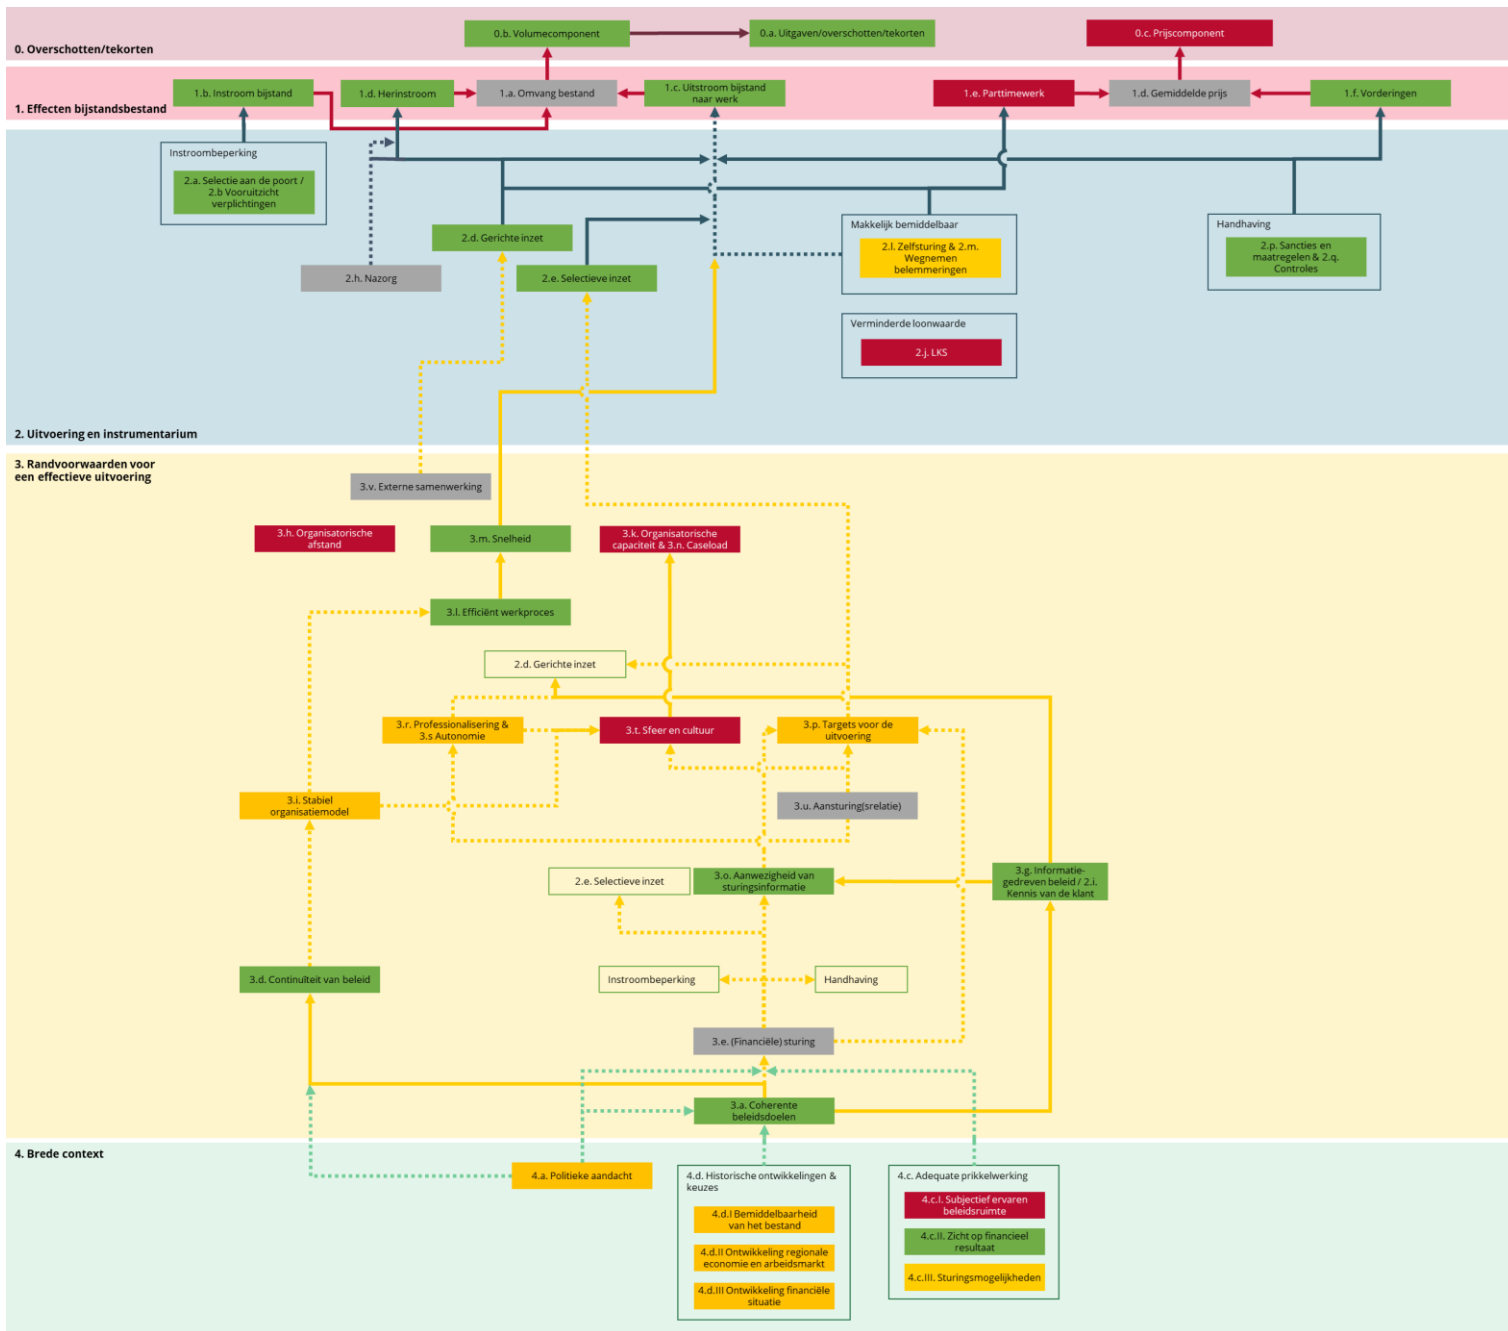 0. Overschotten/tekorten
0.b. Volumecomponent
0.a. Uitgaven/overschotten/tekorten
0.c. Prijscomponent
1. Effecten bijstandsbestand
1.b. Instroom bijstand
1.d. Herinstroom
1.a. Omvang bestand
1.c. Uitstroom bijstand
naar werk
1.e. Parttimewerk
1.d. Gemiddelde prijs
1.f. Vorderingen
Instroombeperking
2.a. Selectie aan de poort /
2.b Vooruitzicht
verplichtingen
2.d. Gerichte inzet
2.h. Nazorg
2.e. Selectieve inzet
Makkelijk bemiddelbaar
2.l. Zelfsturing & 2.m.
Wegnemen
belemmeringen
Handhaving
2.p. Sancties en
maatregelen & 2.q.
Controles
Verminderde loonwaarde
2.j. LKS
2. Uitvoering en instrumentarium
3. Randvoorwaarden voor
een effectieve uitvoering
3.v. Externe samenwerking
3.h. Organisatorische
afstand
3.m. Snelheid
3.k. Organisatorische
capaciteit & 3.n. Caseload
3.l. Efficiënt werkproces
2.d. Gerichte inzet
3.r. Professionalisering &
3.s Autonomie
3.t. Sfeer en cultuur
3.p. Targets voor de
uitvoering
3.i. Stabiel
organisatiemodel
3.u. Aansturing(srelatie)
2.e. Selectieve inzet
3.o. Aanwezigheid van
sturingsinformatie
3.g. Informatie-
gedreven beleid / 2.i.
Kennis van de klant
3.d. Continuïteit van beleid
Instroombeperking
Handhaving
3.e. (Financiële) sturing
3.a. Coherente
beleidsdoelen
4. Brede context
4.a. Politieke aandacht
4.d. Historische ontwikkelingen &
keuzes
4.d.I Bemiddelbaarheid
van het bestand
4.d.II Ontwikkeling regionale
economie en arbeidsmarkt
4.d.III Ontwikkeling financiële
situatie
4.c. Adequate prikkelwerking
4.c.I. Subjectief ervaren
beleidsruimte
4.c.II. Zicht op financieel
resultaat
4.c.III. Sturingsmogelijkheden